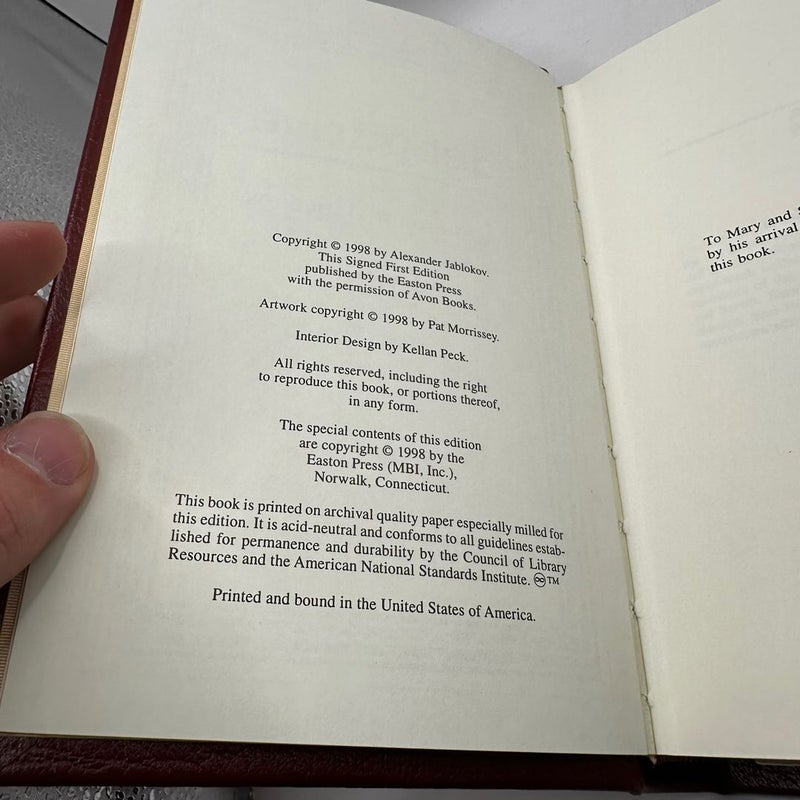 Copyright © 1998 by Alexander Jablokov.
This Signed First Edition
published by the Easton Press
with the permission of Avon Books.
Artwork copyright © 1998 by Pat Morrissey.
Interior Design by Kellan Peck.
All rights reserved, including the right
to reproduce this book, or portions thereof,
in any form.
The special contents of this edition
are copyright © 1998 by the
Easton Press (MBI, Inc.),
Norwalk, Connecticut.
This book is printed on archival quality paper especially milled for
this edition. It is acid-neutral and conforms to all guidelines estab-
lished for permanence and durability by the Council of Library
Resources and the American National Standards Institute. ♾™
Printed and bound in the United States of America.
To Mary and
by his arrival
this book.